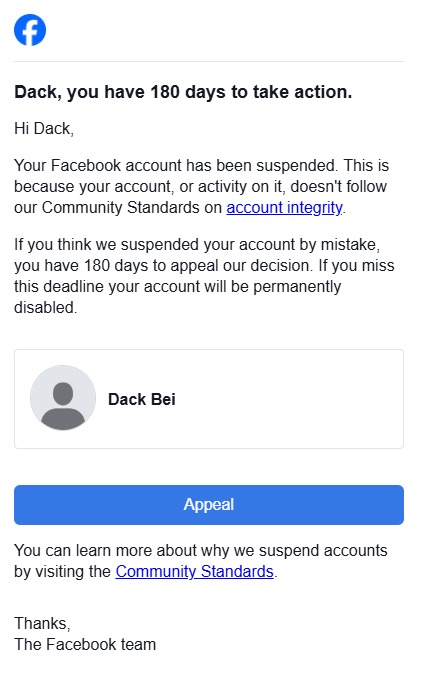 Dack, you have 180 days to take action.
Hi Dack,
Your Facebook account has been suspended. This is
because your account, or activity on it, doesn't follow
our Community Standards on account integrity.
If you think we suspended your account by mistake,
you have 180 days to appeal our decision. If you miss
this deadline your account will be permanently
disabled.
Dack Bei
Appeal
You can learn more about why we suspend accounts
by visiting the Community Standards.
Thanks,
The Facebook team